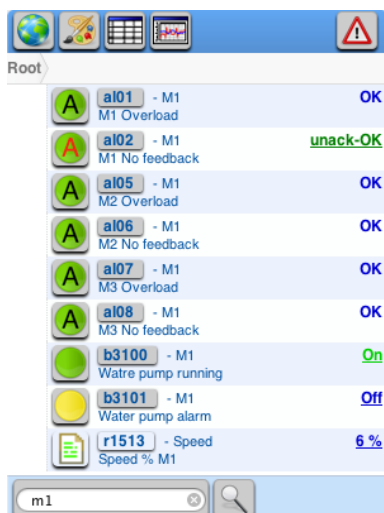 Root
A al01 - M1 OK
M1 Overload
A al02 - M1 unack-OK
M1 No feedback
A al05 - M1 OK
M2 Overload
A al06 - M1 OK
M2 No feedback
A al07 - M1 OK
M3 Overload
A al08 - M1 OK
M3 No feedback
b3100 - M1 On
Watre pump running
b3101 - M1 Off
Water pump alarm
r1513 - Speed 6 %
Speed % M1
m1